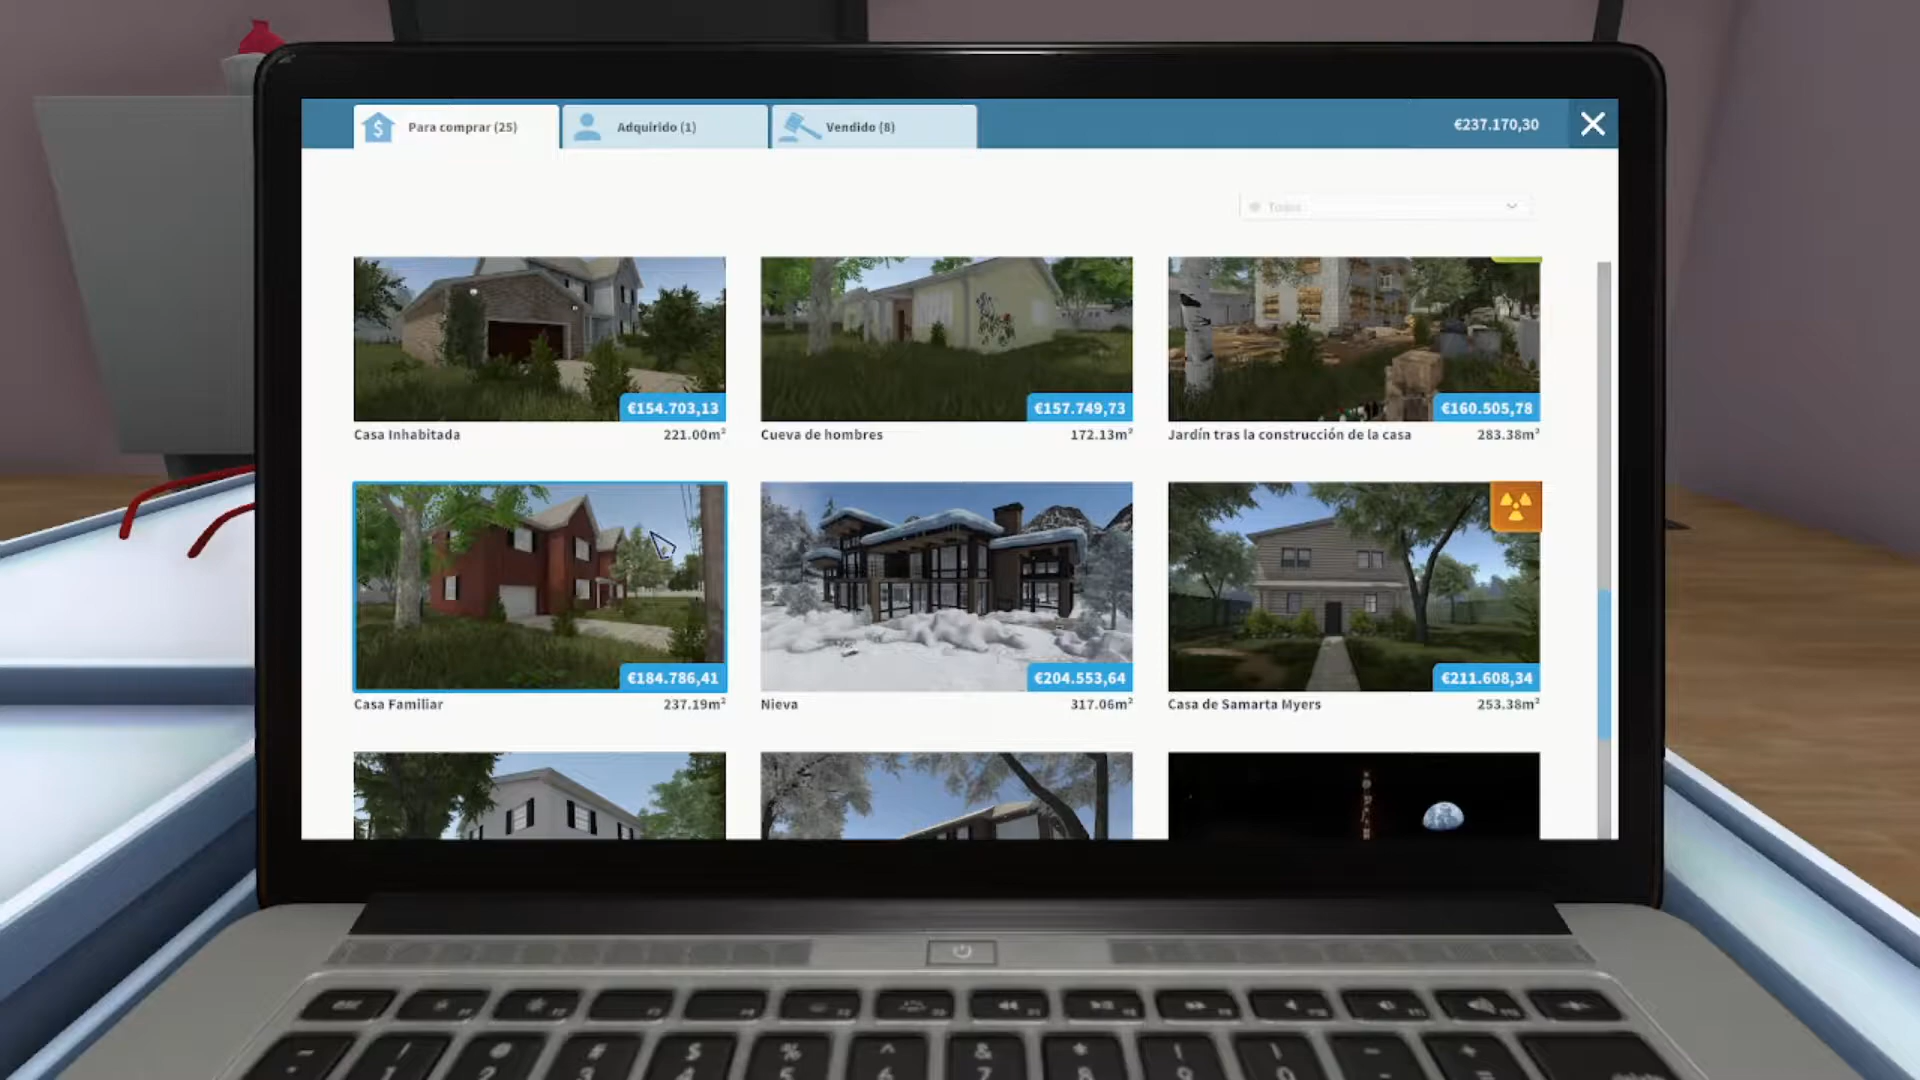 Para comprar (25)
Adquirido (1)
Vendido (8)
€237.170,30
€154.703,13
€157.749,73
€160.505,78
Casa Inhabitada
221.00m²
Cueva de hombres
172.13m²
Jardín tras la construcción de la casa
283.38m²
€184.786,41
€204.553,64
€211.608,34
Casa Familiar
237.19m²
Nieva
317.06m²
Casa de Samarta Myers
253.38m²